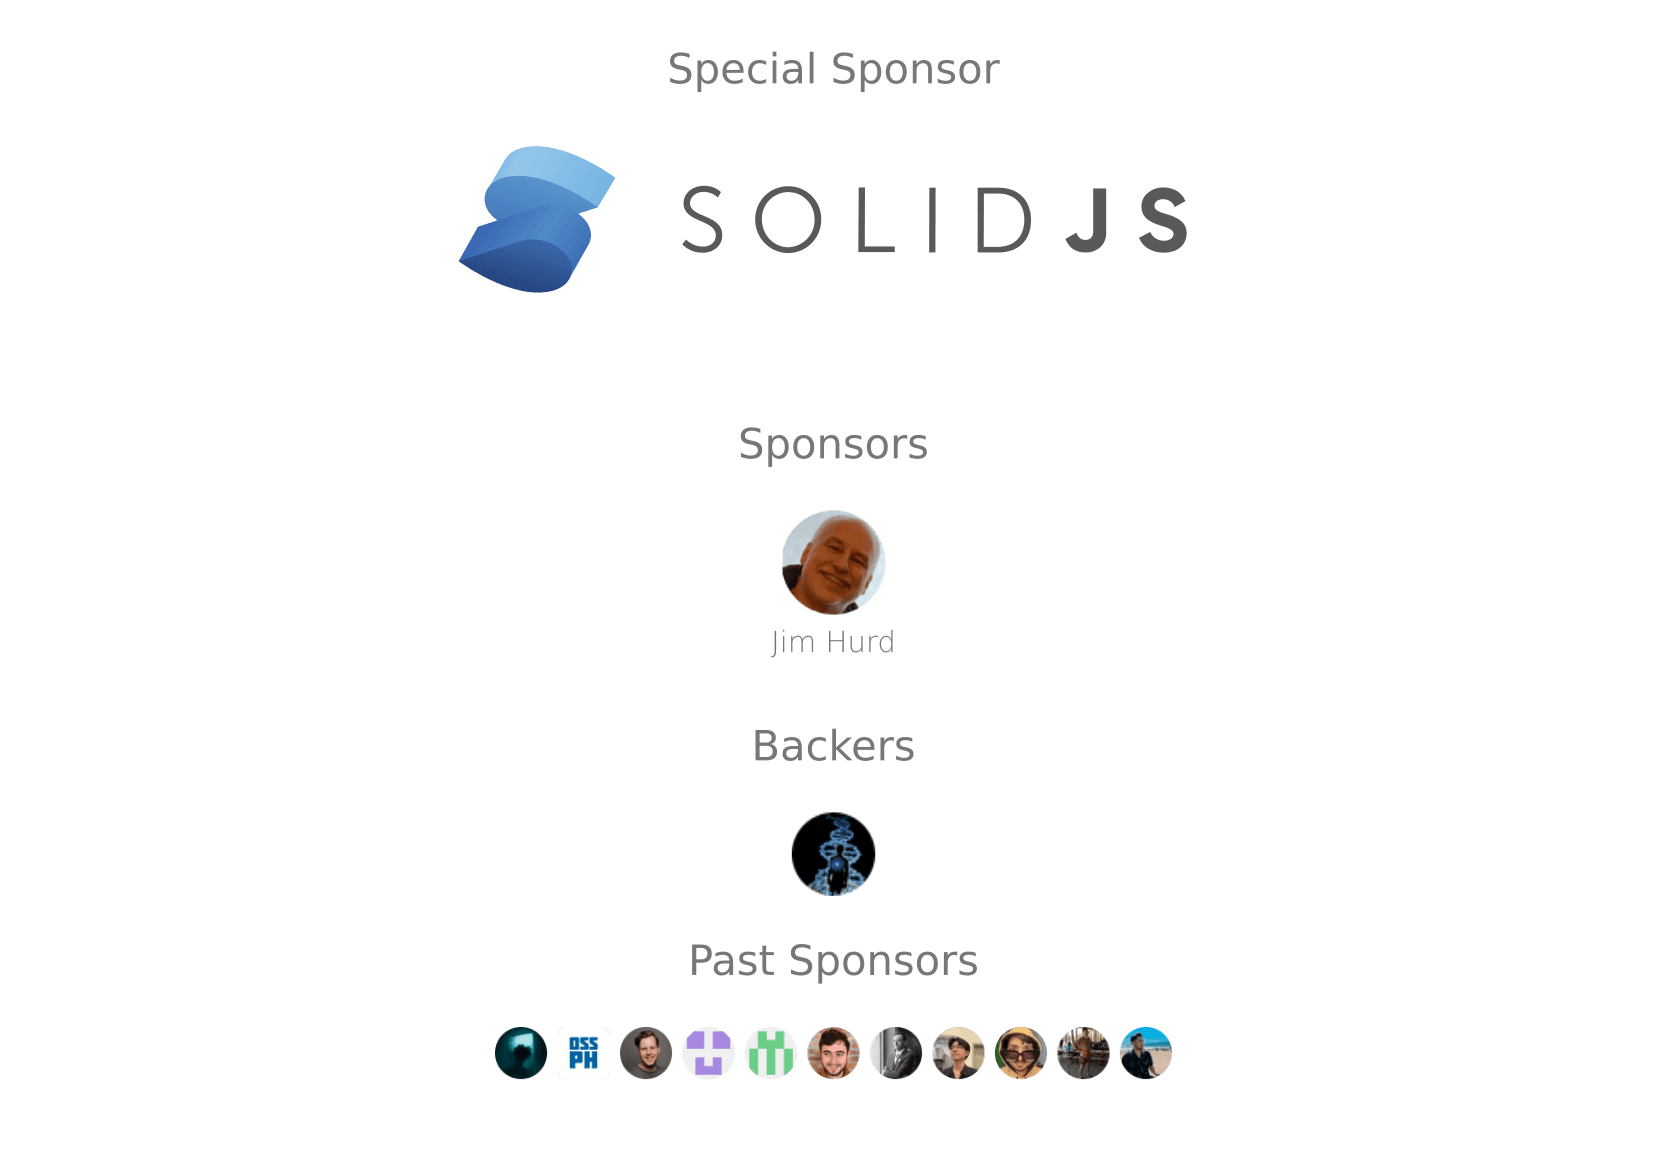 Special Sponsor
SOLIDJS
Sponsors
Jim Hurd
Backers
Past Sponsors
OSS
PH